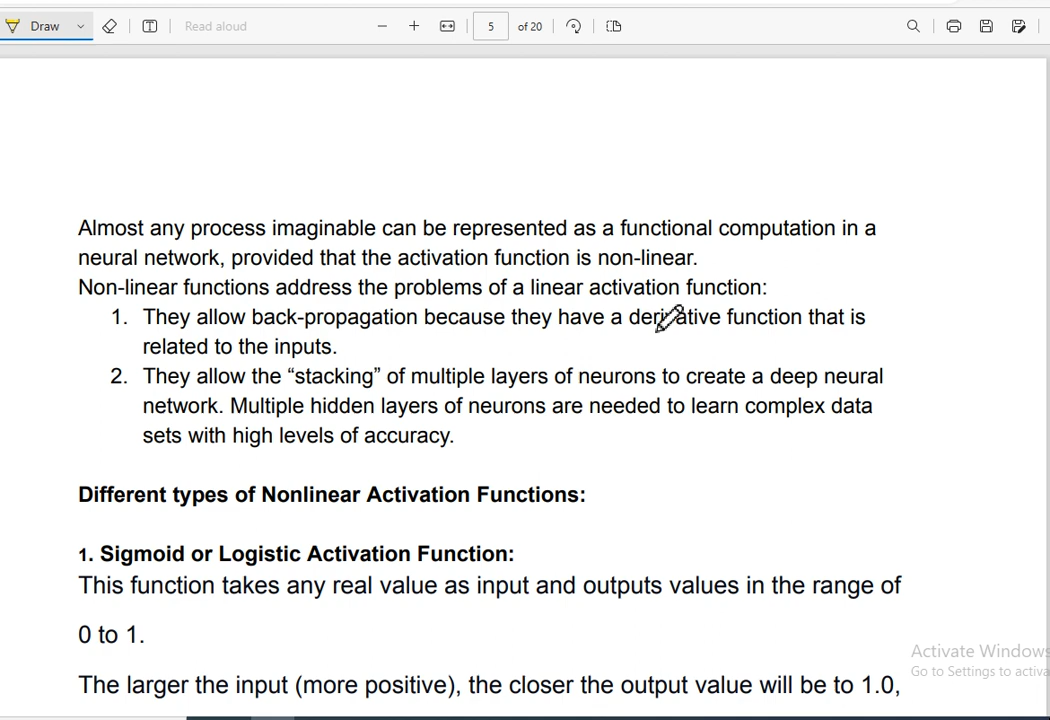 Draw
Read aloud
5 of 20
Almost any process imaginable can be represented as a functional computation in a
neural network, provided that the activation function is non-linear.
Non-linear functions address the problems of a linear activation function:
1. They allow back-propagation because they have a derivative function that is
related to the inputs.
2. They allow the “stacking” of multiple layers of neurons to create a deep neural
network. Multiple hidden layers of neurons are needed to learn complex data
sets with high levels of accuracy.
Different types of Nonlinear Activation Functions:
1. Sigmoid or Logistic Activation Function:
This function takes any real value as input and outputs values in the range of
0 to 1.
Activate Windows
Go to Settings to activa
The larger the input (more positive), the closer the output value will be to 1.0,